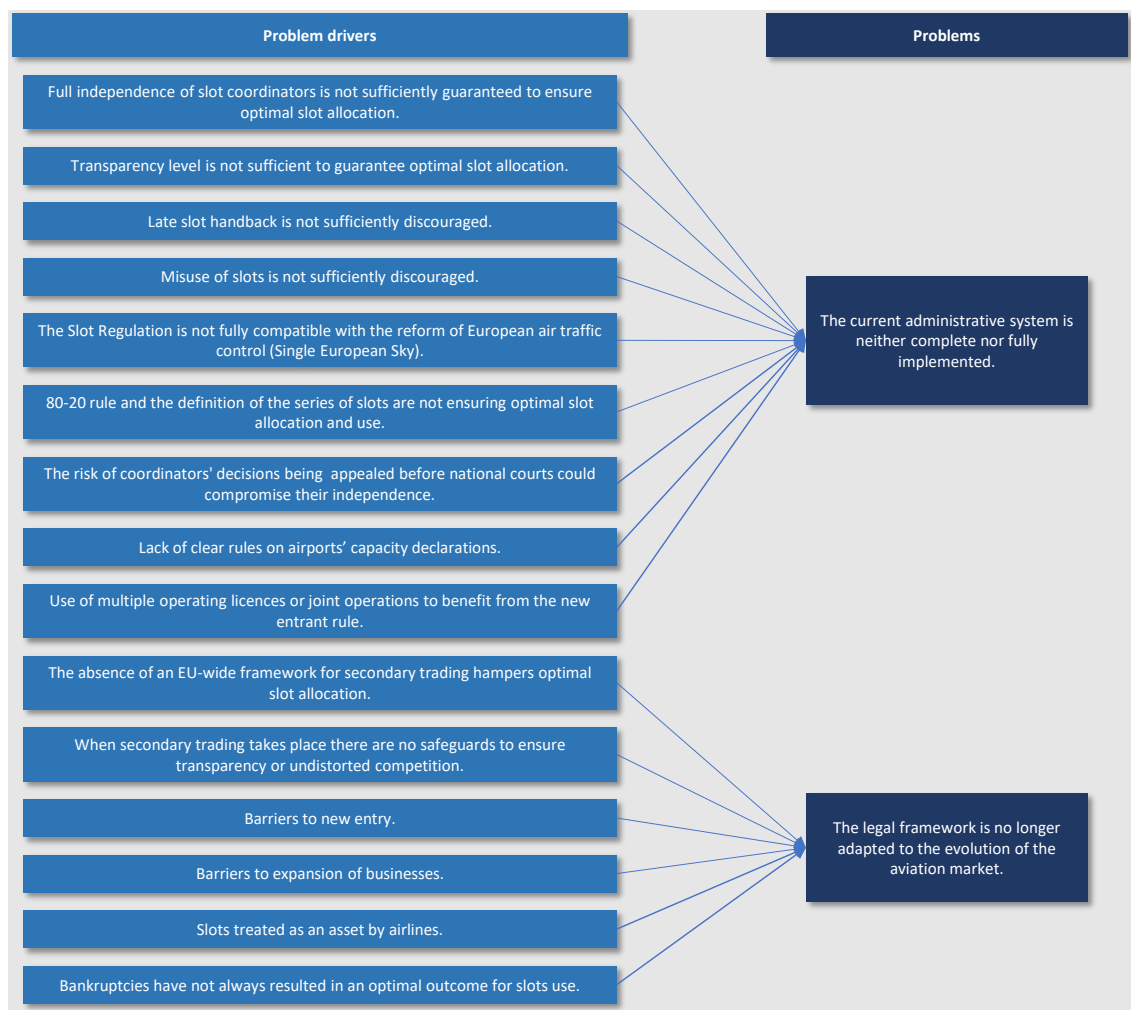 Problem drivers
Problems
Full independence of slot coordinators is not sufficiently guaranteed to ensure
optimal slot allocation.
Transparency level is not sufficient to guarantee optimal slot allocation.
Late slot handback is not sufficiently discouraged.
Misuse of slots is not sufficiently discouraged.
The Slot Regulation is not fully compatible with the reform of European air traffic
control (Single European Sky).
80-20 rule and the definition of the series of slots are not ensuring optimal slot
allocation and use.
The risk of coordinators' decisions being  appealed before national courts could
compromise their independence.
Lack of clear rules on airports’ capacity declarations.
Use of multiple operating licences or joint operations to benefit from the new
entrant rule.
The current administrative system is
neither complete nor fully
implemented.
The absence of an EU-wide framework for secondary trading hampers optimal
slot allocation.
When secondary trading takes place there are no safeguards to ensure
transparency or undistorted competition.
Barriers to new entry.
Barriers to expansion of businesses.
Slots treated as an asset by airlines.
Bankruptcies have not always resulted in an optimal outcome for slots use.
The legal framework is no longer
adapted to the evolution of the
aviation market.